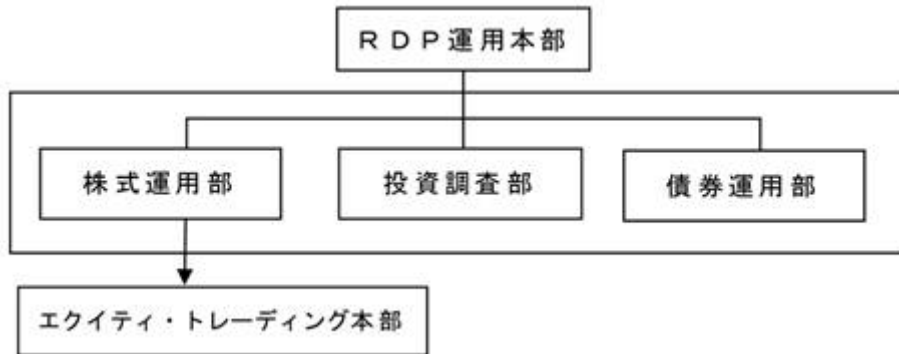 ＲＤＰ運用本部
株式運用部
投資調査部
債券運用部
エクイティ・トレーディング本部